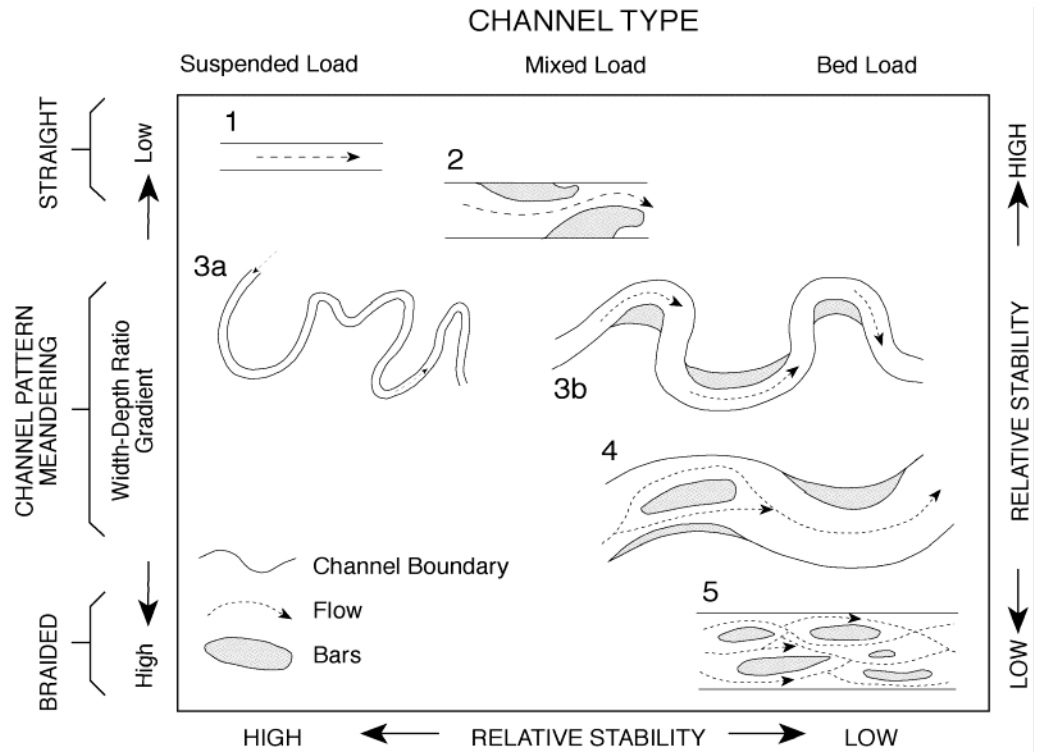 CHANNEL TYPE
Suspended Load
Mixed Load
Bed Load
STRAIGHT
Low
1
2
HIGH
3a
3b
CHANNEL PATTERN
MEANDERING
Width-Depth Ratio
Gradient
RELATIVE STABILITY
4
Channel Boundary
Flow
Bars
5
BRAIDED
High
LOW
HIGH
RELATIVE STABILITY
LOW